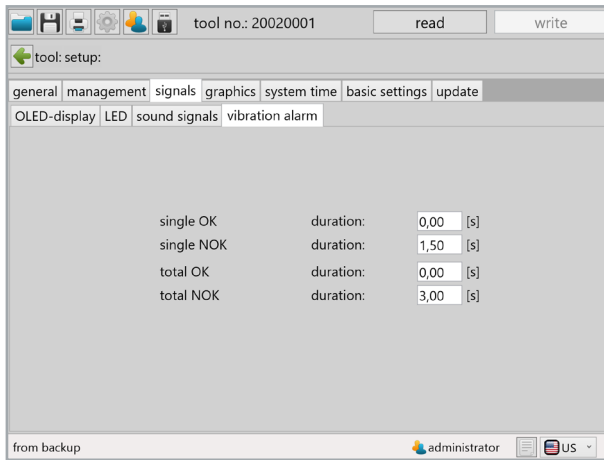 tool no.: 20020001 read write
tool: setup:
general management signals graphics system time basic settings update
OLED-display LED sound signals vibration alarm
single OK duration: 0,00 [s]
single NOK duration: 1,50 [s]
total OK duration: 0,00 [s]
total NOK duration: 3,00 [s]
from backup administrator US